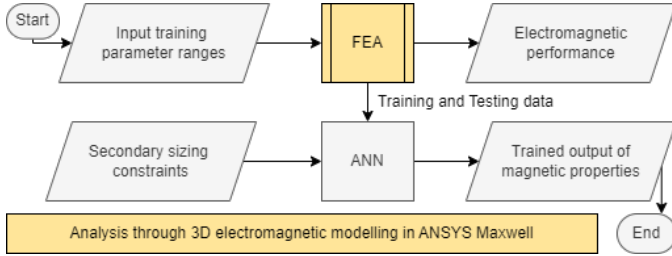 Start
Input training
parameter ranges
FEA
Electromagnetic
performance
Training and Testing data
Secondary sizing
constraints
ANN
Trained output of
magnetic properties
Analysis through 3D electromagnetic modelling in ANSYS Maxwell
End